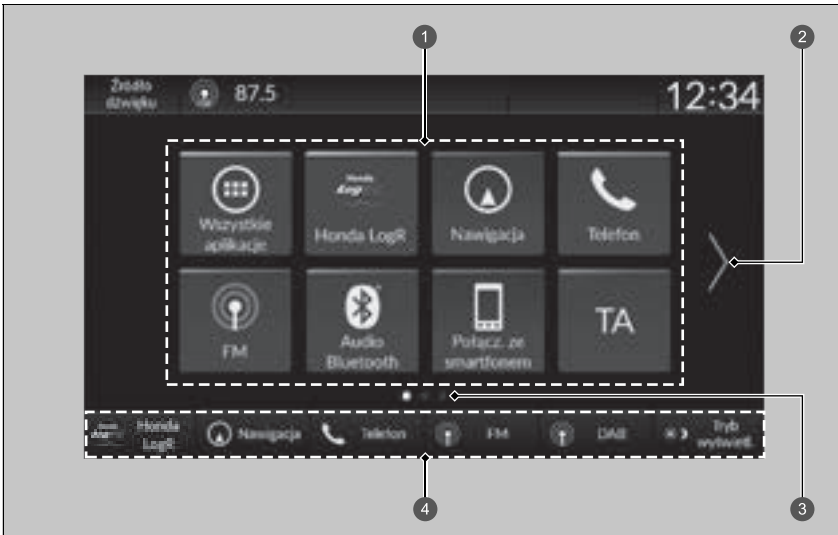 1
2
Źródło
dźwięku
87.5
12:34
Wszystkie
aplikacje
Honda LogR
Nawigacja
Telefon
FM
Audio
Bluetooth
Połącz. ze
smartfonem
TA
Honda
LogR
Nawigacja
Telefon
FM
DAB
Tryb
wyświetl.
4
3